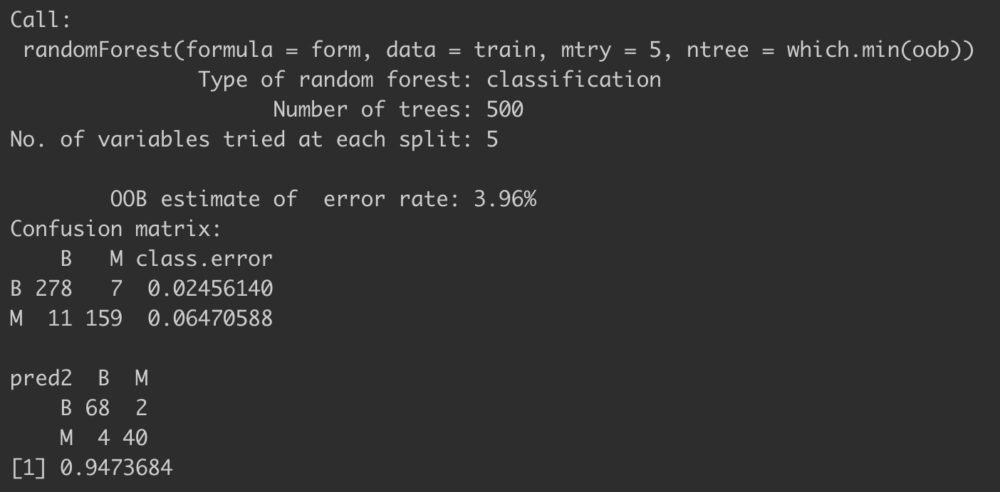 Call:
 randomForest(formula = form, data = train, mtry = 5, ntree = which.min(oob))
               Type of random forest: classification
                     Number of trees: 500
No. of variables tried at each split: 5

        OOB estimate of  error rate: 3.96%
Confusion matrix:
    B   M class.error
B 278   7  0.02456140
M  11 159  0.06470588

pred2  B  M
    B 68  2
    M  4 40
[1] 0.9473684